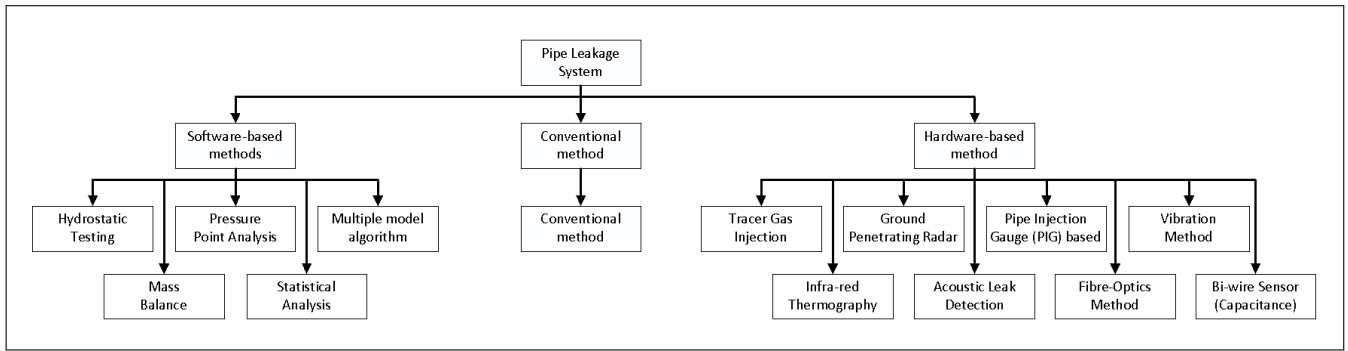 Pipe Leakage
System
Software-based
methods
Conventional
method
Hardware-based
method
Hydrostatic
Testing
Pressure
Point Analysis
Multiple model
algorithm
Conventional
method
Tracer Gas
Injection
Ground
Penetrating Radar
Pipe Injection
Gauge (PIG) based
Vibration
Method
Mass
Balance
Statistical
Analysis
Infra-red
Thermography
Acoustic Leak
Detection
Fibre-Optics
Method
Bi-wire Sensor
(Capacitance)